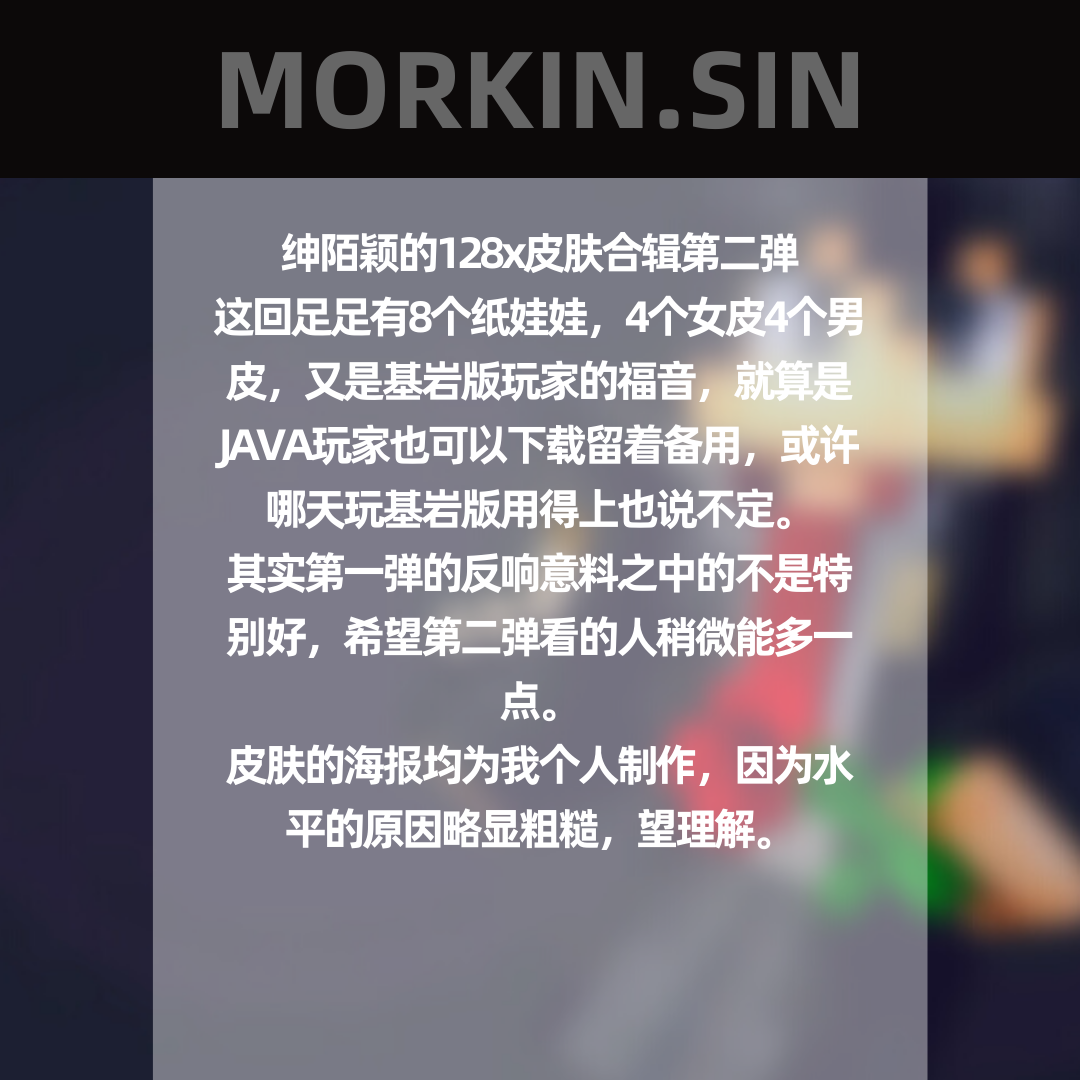 MORKIN.SIN
绅陌颖的128x皮肤合辑第二弹
这回足足有8个纸娃娃，4个女皮4个男
皮，又是基岩版玩家的福音，就算是
JAVA玩家也可以下载留着备用，或许
哪天玩基岩版用得上也说不定。
其实第一弹的反响意料之中的不是特
别好，希望第二弹看的人稍微能多一
点。
皮肤的海报均为我个人制作，因为水
平的原因略显粗糙，望理解。